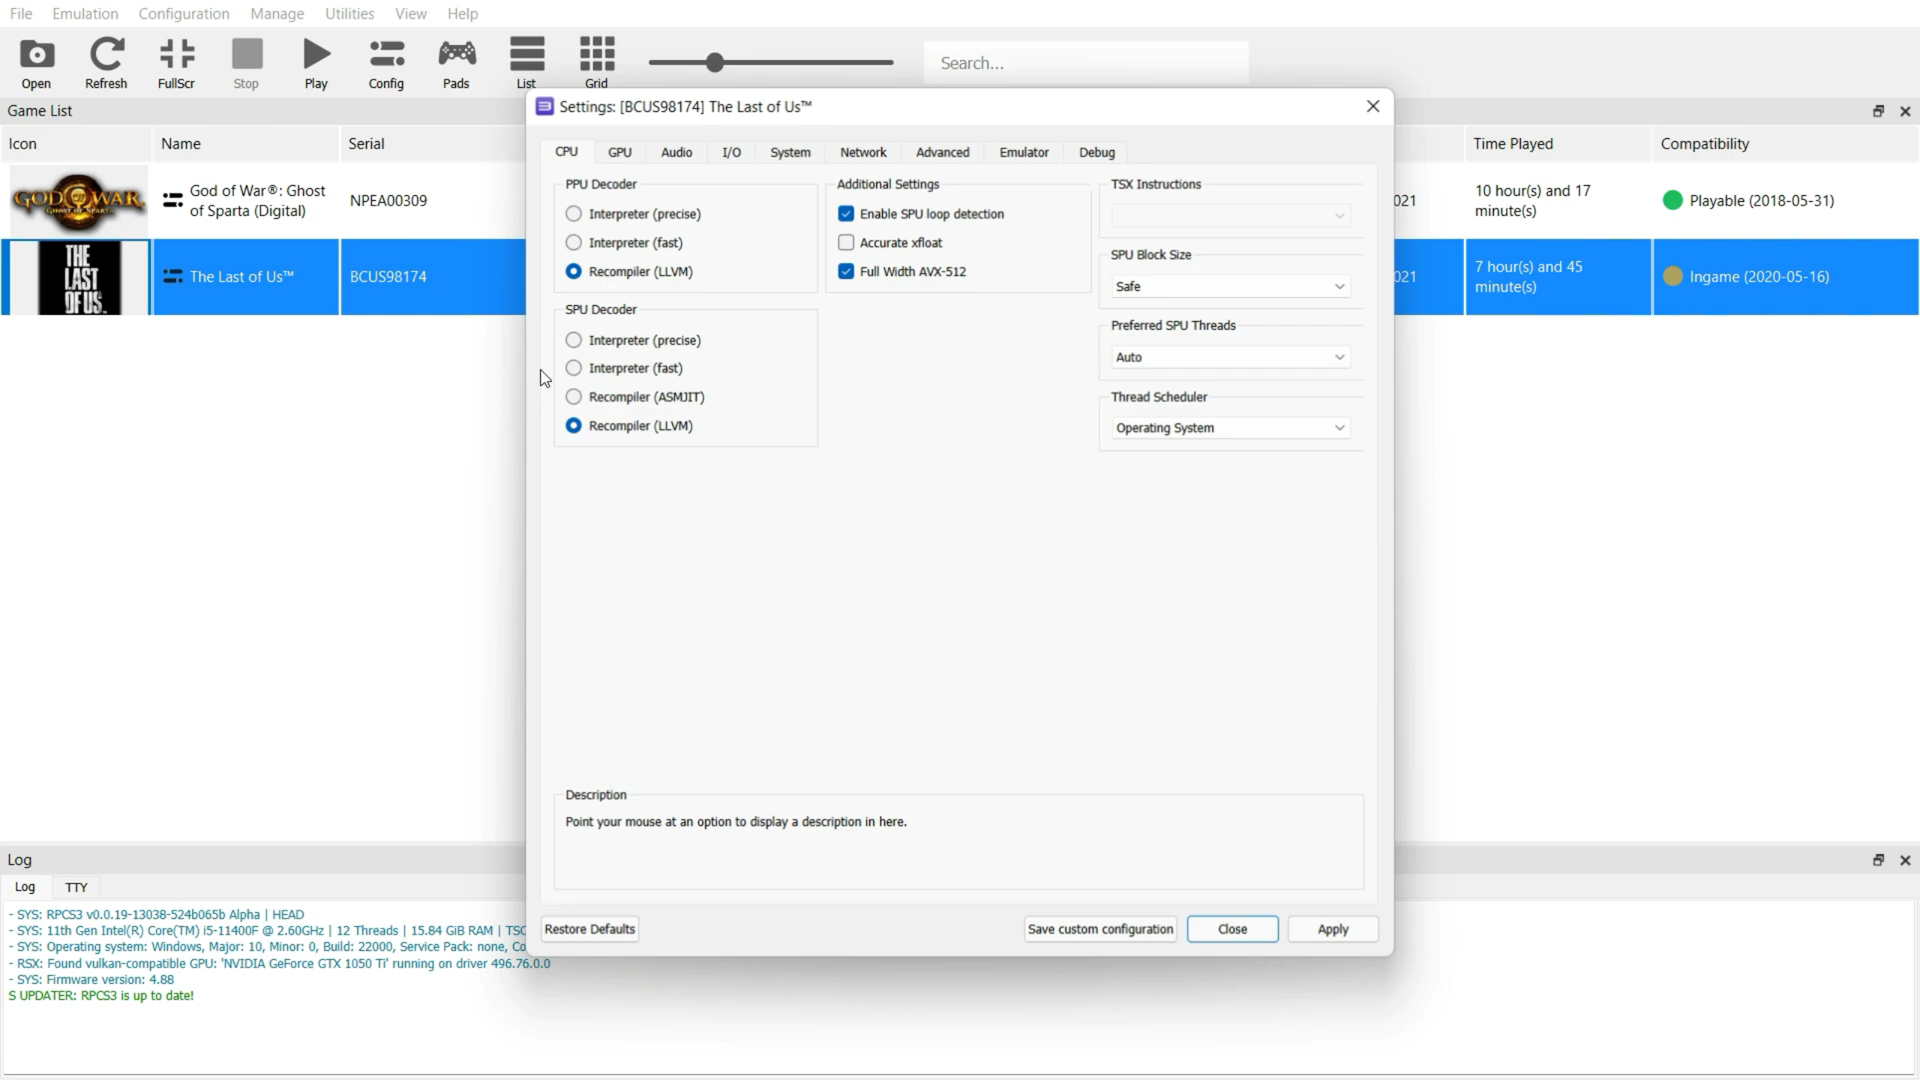 File Emulation Configuration Manage Utilities View Help
Open Refresh FullScr Stop Play Config Pads List Grid
Search...
Game List
Icon Name Serial Time Played Compatibility
GOD OF WAR
GHOST OF SPARTA
God of War®: Ghost
of Sparta (Digital)
NPEA00309
021
10 hour(s) and 17
minute(s)
Playable (2018-05-31)
THE
LAST
OF US
The Last of Us™
BCUS98174
021
7 hour(s) and 45
minute(s)
Ingame (2020-05-16)
Settings: [BCUS98174] The Last of Us™
CPU GPU Audio I/O System Network Advanced Emulator Debug
PPU Decoder
Interpreter (precise)
Interpreter (fast)
Recompiler (LLVM)
SPU Decoder
Interpreter (precise)
Interpreter (fast)
Recompiler (ASMJIT)
Recompiler (LLVM)
Additional Settings
Enable SPU loop detection
Accurate xfloat
Full Width AVX-512
TSX Instructions
SPU Block Size
Safe
Preferred SPU Threads
Auto
Thread Scheduler
Operating System
Description
Point your mouse at an option to display a description in here.
Restore Defaults Save custom configuration Close Apply
Log
Log TTY
- SYS: RPCS3 v0.0.19-13038-524b065b Alpha | HEAD
- SYS: 11th Gen Intel(R) Core(TM) i5-11400F @ 2.60GHz | 12 Threads | 15.84 GiB RAM | TSC
- SYS: Operating system: Windows, Major: 10, Minor: 0, Build: 22000, Service Pack: none, Co
- RSX: Found vulkan-compatible GPU: 'NVIDIA GeForce GTX 1050 Ti' running on driver 496.76.0.0
- SYS: Firmware version: 4.88
S UPDATER: RPCS3 is up to date!